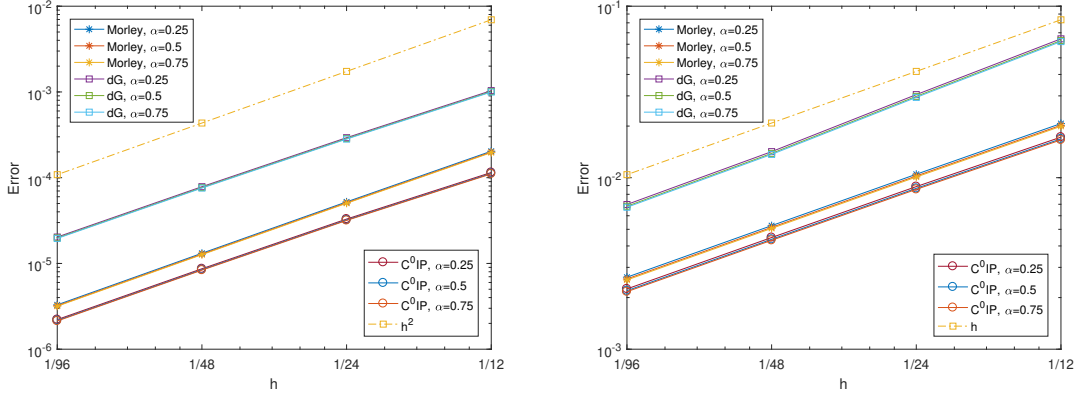 10^-2
10^-3
10^-4
10^-5
10^-6
Error
Morley, α=0.25
Morley, α=0.5
Morley, α=0.75
dG, α=0.25
dG, α=0.5
dG, α=0.75
C^0IP, α=0.25
C^0IP, α=0.5
C^0IP, α=0.75
h^2
1/96 1/48 1/24 1/12
h
10^-1
10^-2
10^-3
Error
Morley, α=0.25
Morley, α=0.5
Morley, α=0.75
dG, α=0.25
dG, α=0.5
dG, α=0.75
C^0IP, α=0.25
C^0IP, α=0.5
C^0IP, α=0.75
h
1/96 1/48 1/24 1/12
h